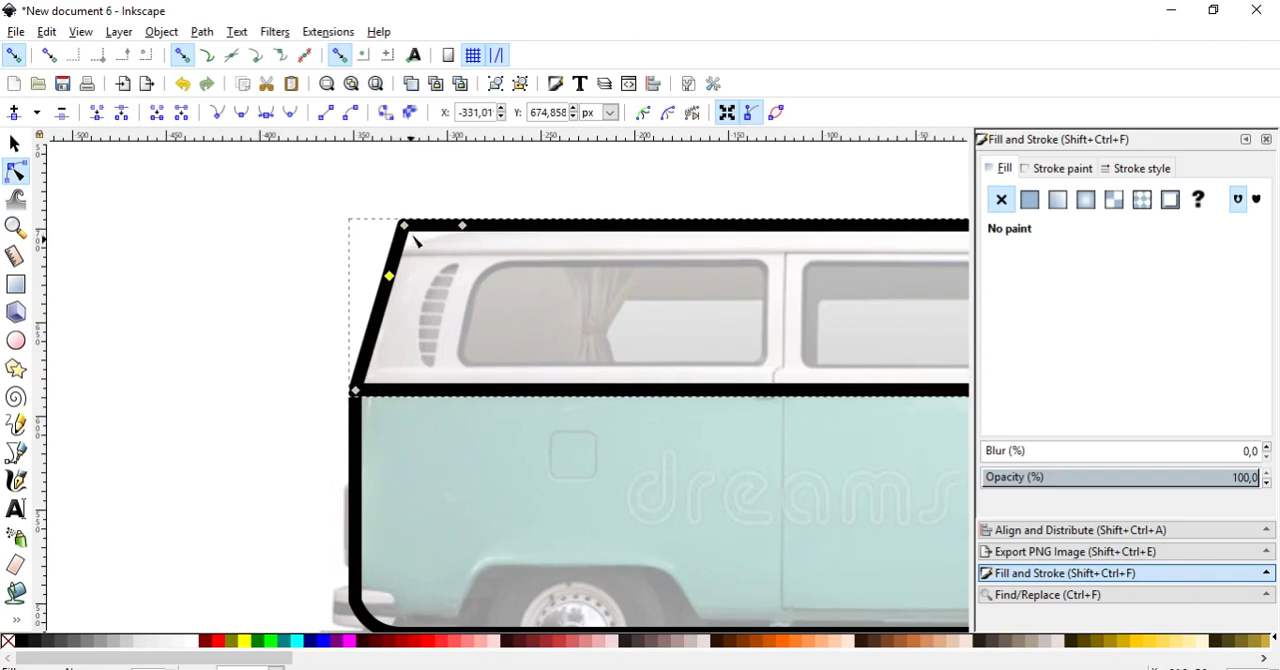 *New document 6 - Inkscape
File Edit View Layer Object Path Text Filters Extensions Help
X: -331,01 Y: 674,858 px
Fill and Stroke (Shift+Ctrl+F)
Fill Stroke paint Stroke style
No paint
dreams
Blur (%) 0,0
Opacity (%) 100,0
Align and Distribute (Shift+Ctrl+A)
Export PNG Image (Shift+Ctrl+E)
Fill and Stroke (Shift+Ctrl+F)
Find/Replace (Ctrl+F)